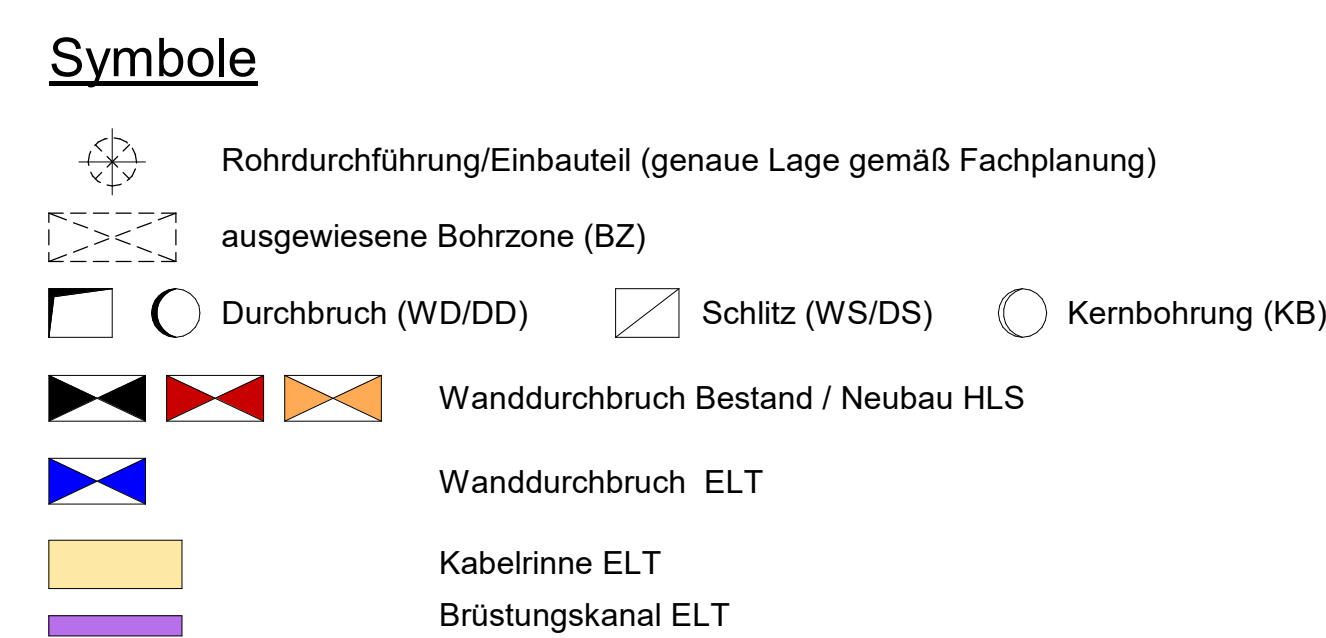 Symbole
Rohrdurchführung/Einbauteil (genaue Lage gemäß Fachplanung)
ausgewiesene Bohrzone (BZ)
Durchbruch (WD/DD) Schlitz (WS/DS) Kernbohrung (KB)
Wanddurchbruch Bestand / Neubau HLS
Wanddurchbruch ELT
Kabelrinne ELT
Brüstungskanal ELT